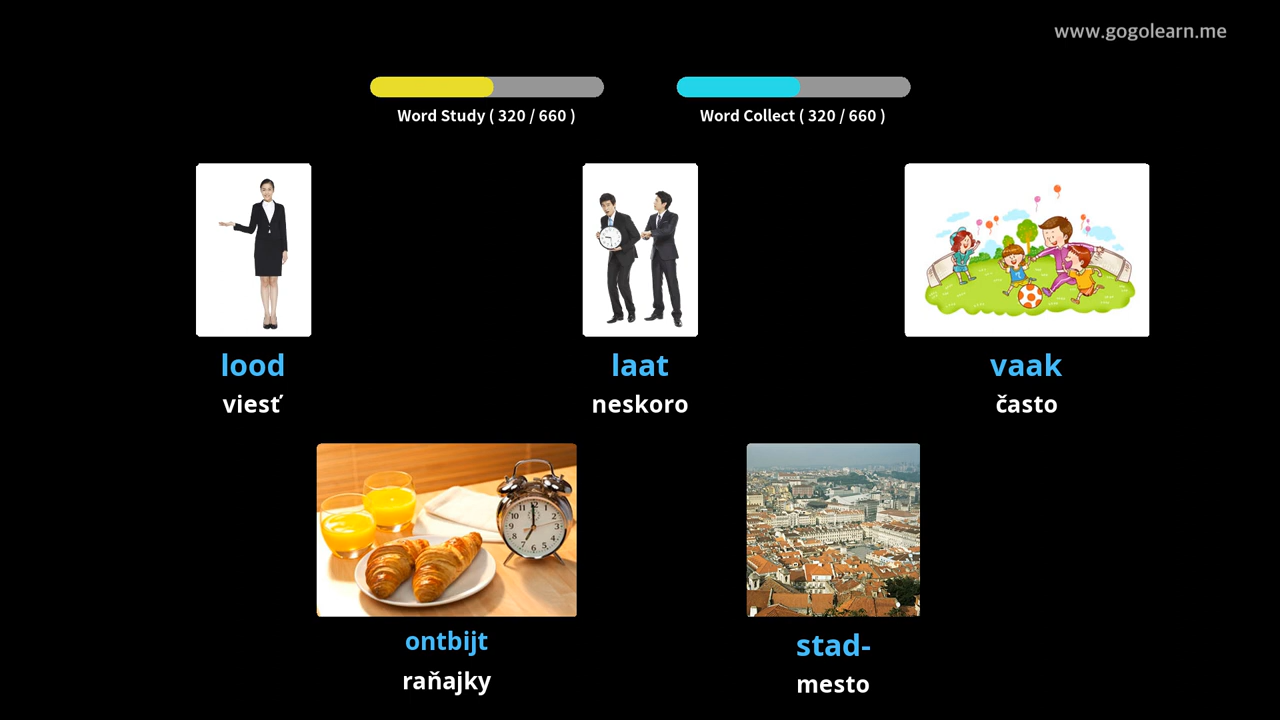 www.gogolearn.me
Word Study ( 320 / 660 )
Word Collect ( 320 / 660 )
lood
viesť
laat
neskoro
vaak
často
ontbijt
raňajky
stad-
mesto